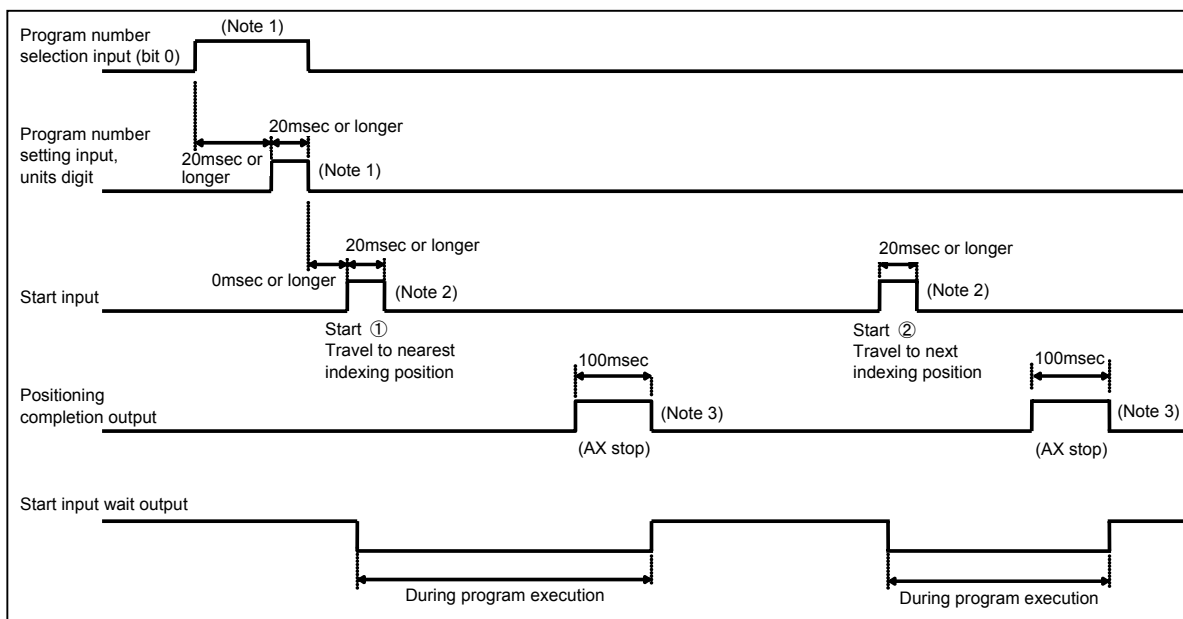 (Note 1)
Program number
selection input (bit 0)
20msec or longer
Program number
setting input,
units digit
20msec or
longer
(Note 1)
20msec or longer
20msec or longer
0msec or longer
Start input
(Note 2)
(Note 2)
Start ①
Travel to nearest
indexing position
Start ②
Travel to next
indexing position
100msec
100msec
Positioning
completion output
(Note 3)
(Note 3)
(AX stop)
(AX stop)
Start input wait output
During program execution
During program execution